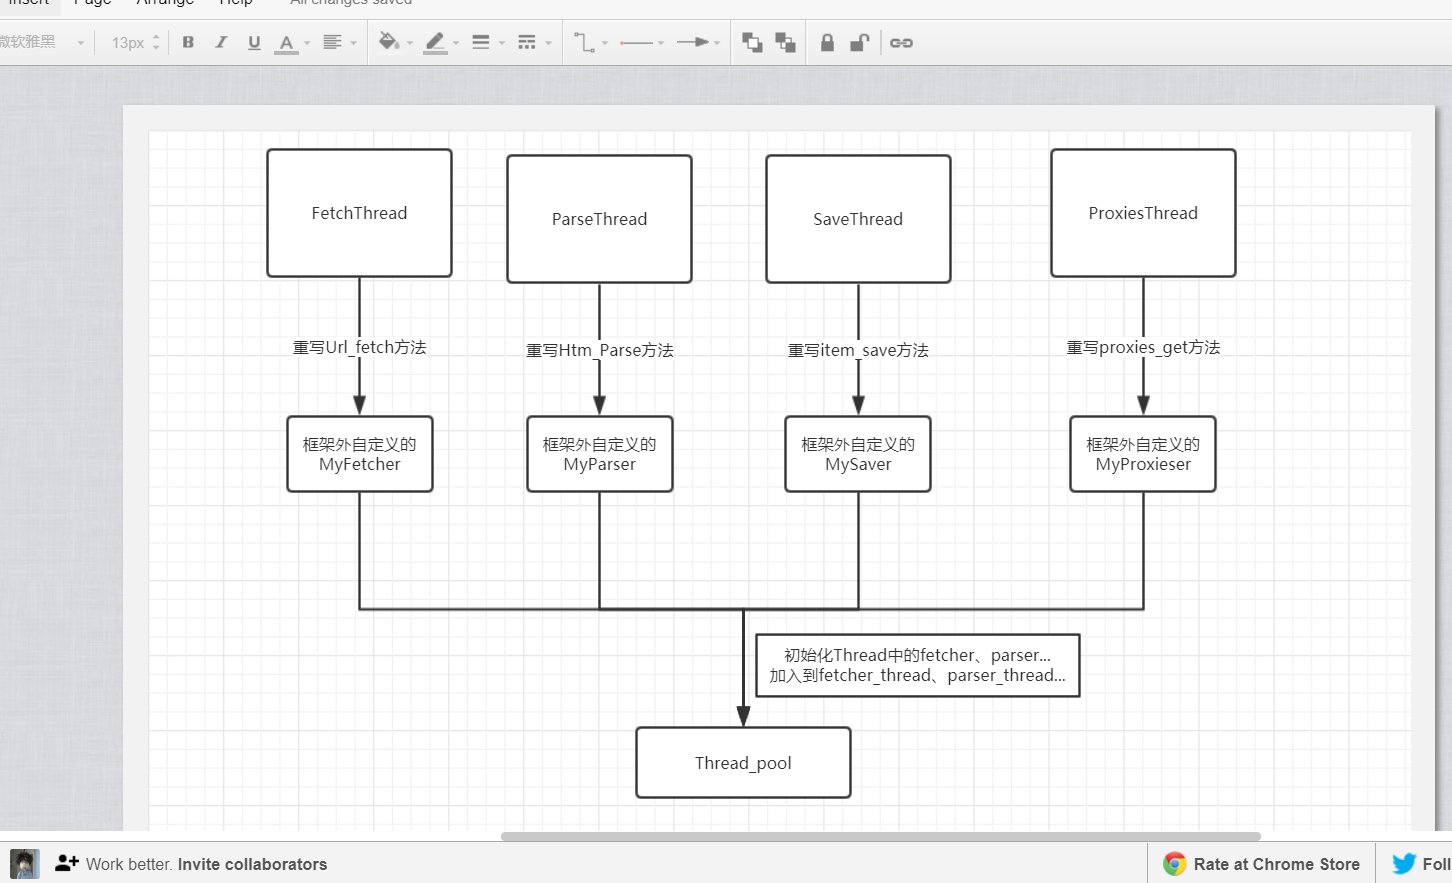 Insert Page Arrange Help All changes saved
微软雅黑 13px B I U A
FetchThread
ParseThread
SaveThread
ProxiesThread
重写Url_fetch方法
重写Htm_Parse方法
重写item_save方法
重写proxies_get方法
框架外自定义的
MyFetcher
框架外自定义的
MyParser
框架外自定义的
MySaver
框架外自定义的
MyProxieser
初始化Thread中的fetcher、parser...
加入到fetcher_thread、parser_thread...
Thread_pool
Work better. Invite collaborators
Rate at Chrome Store
Foll